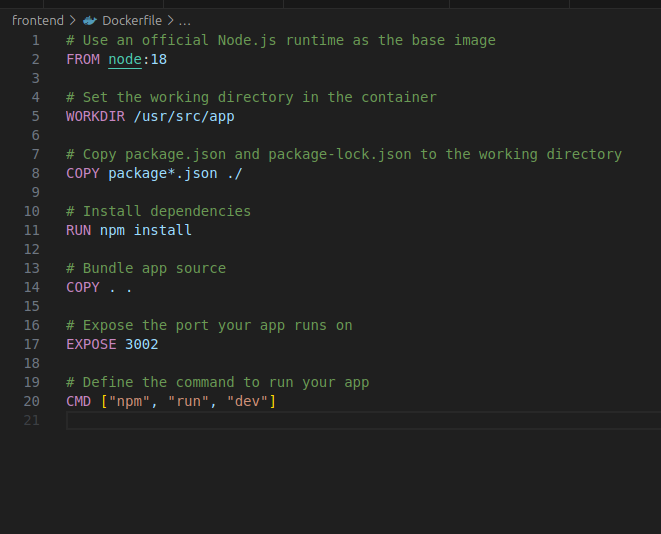 frontend > Dockerfile > ...
1 # Use an official Node.js runtime as the base image
2 FROM node:18
3
4 # Set the working directory in the container
5 WORKDIR /usr/src/app
6
7 # Copy package.json and package-lock.json to the working directory
8 COPY package*.json ./
9
10 # Install dependencies
11 RUN npm install
12
13 # Bundle app source
14 COPY . .
15
16 # Expose the port your app runs on
17 EXPOSE 3002
18
19 # Define the command to run your app
20 CMD ["npm", "run", "dev"]
21